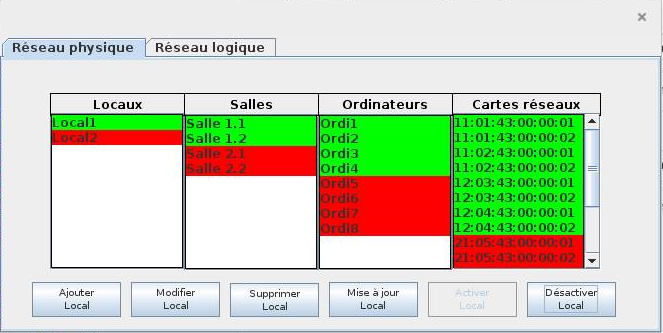 Réseau physique Réseau logique
Locaux Salles Ordinateurs Cartes réseaux
Local1 Salle 1.1 Ordi1 11:01:43:00:00:01
Local2 Salle 1.2 Ordi2 11:01:43:00:00:02
Salle 2.1 Ordi3 11:02:43:00:00:01
Salle 2.2 Ordi4 11:02:43:00:00:02
Ordi5 12:03:43:00:00:01
Ordi6 12:03:43:00:00:02
Ordi7 12:04:43:00:00:01
Ordi8 12:04:43:00:00:02
21:05:43:00:00:01
21:05:43:00:00:02
Ajouter Modifier Supprimer Mise à jour Activer Désactiver
Local Local Local Local Local Local